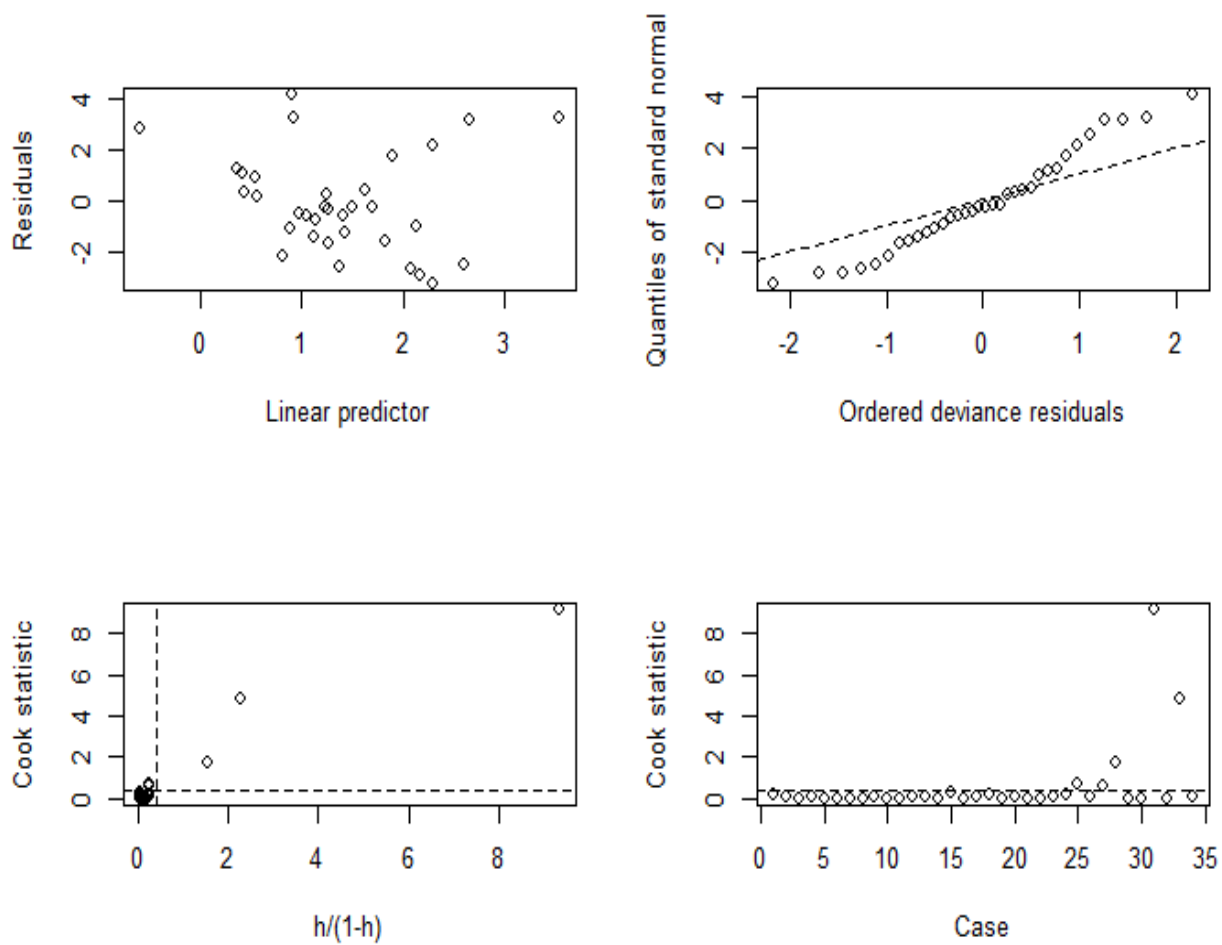 Residuals
4
2
0
-2
0 1 2 3
Linear predictor
Quantiles of standard normal
4
2
0
-2
-2 -1 0 1 2
Ordered deviance residuals
Cook statistic
8
6
4
2
0
0 2 4 6 8
h/(1-h)
Cook statistic
8
6
4
2
0
0 5 10 15 20 25 30 35
Case